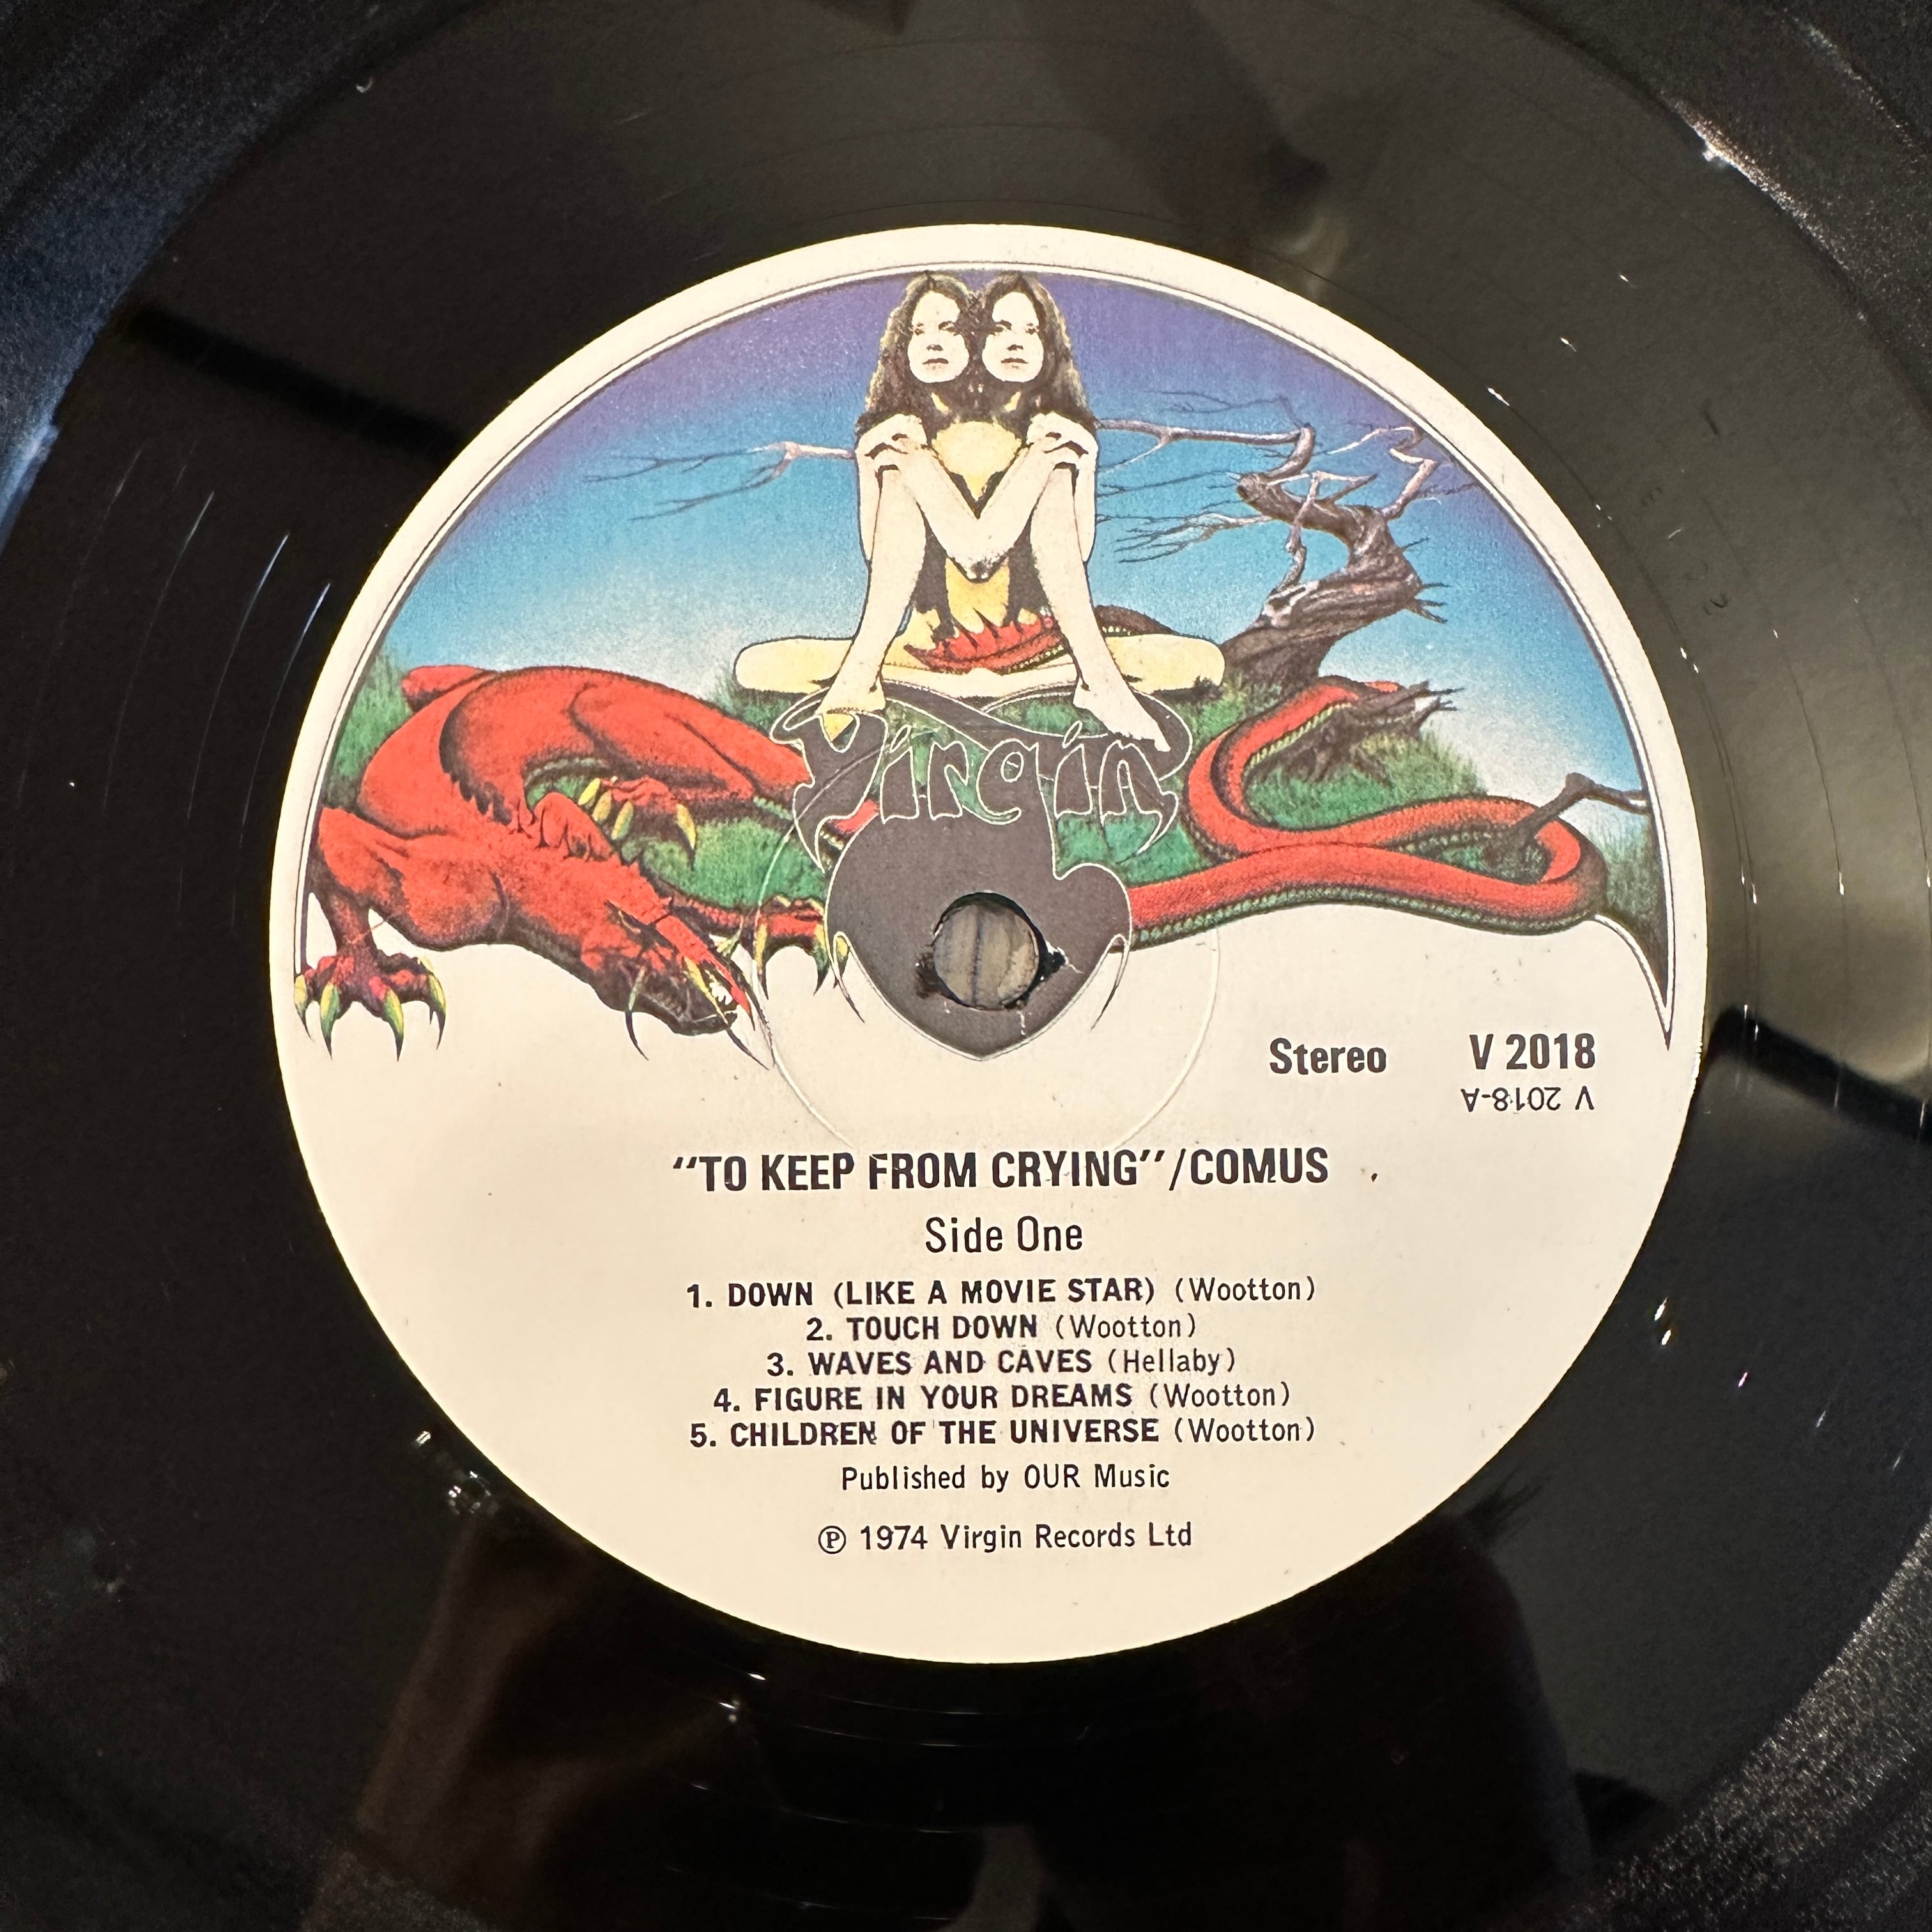 Virgin
Stereo V 2018
V 2018-A
"TO KEEP FROM CRYING"/COMUS
Side One
1. DOWN (LIKE A MOVIE STAR) (Wootton)
2. TOUCH DOWN (Wootton)
3. WAVES AND CAVES (Hellaby)
4. FIGURE IN YOUR DREAMS (Wootton)
5. CHILDREN OF THE UNIVERSE (Wootton)
Published by OUR Music
℗ 1974 Virgin Records Ltd